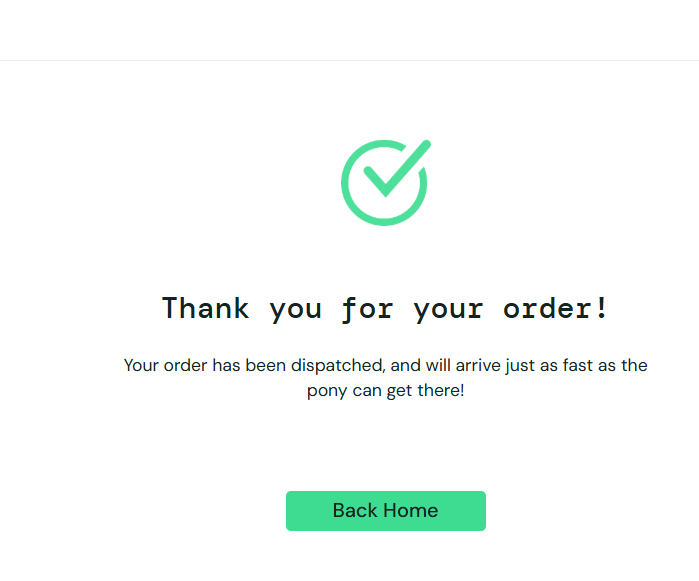 Thank you for your order!
Your order has been dispatched, and will arrive just as fast as the
pony can get there!
Back Home